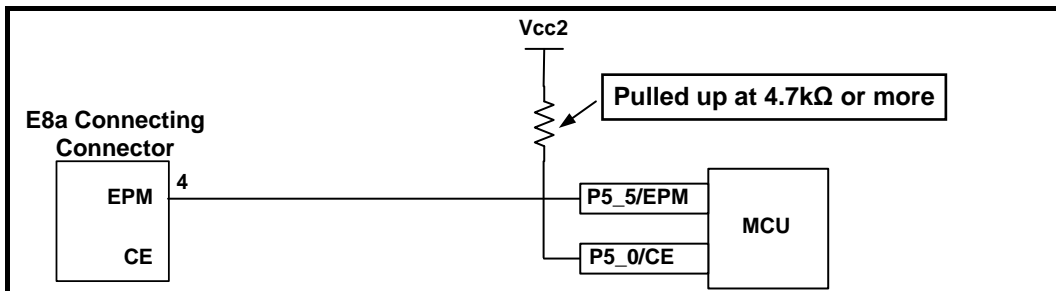 Vcc2
Pulled up at 4.7kΩ or more
E8a Connecting
Connector
4
EPM
P5_5/EPM
MCU
CE
P5_0/CE